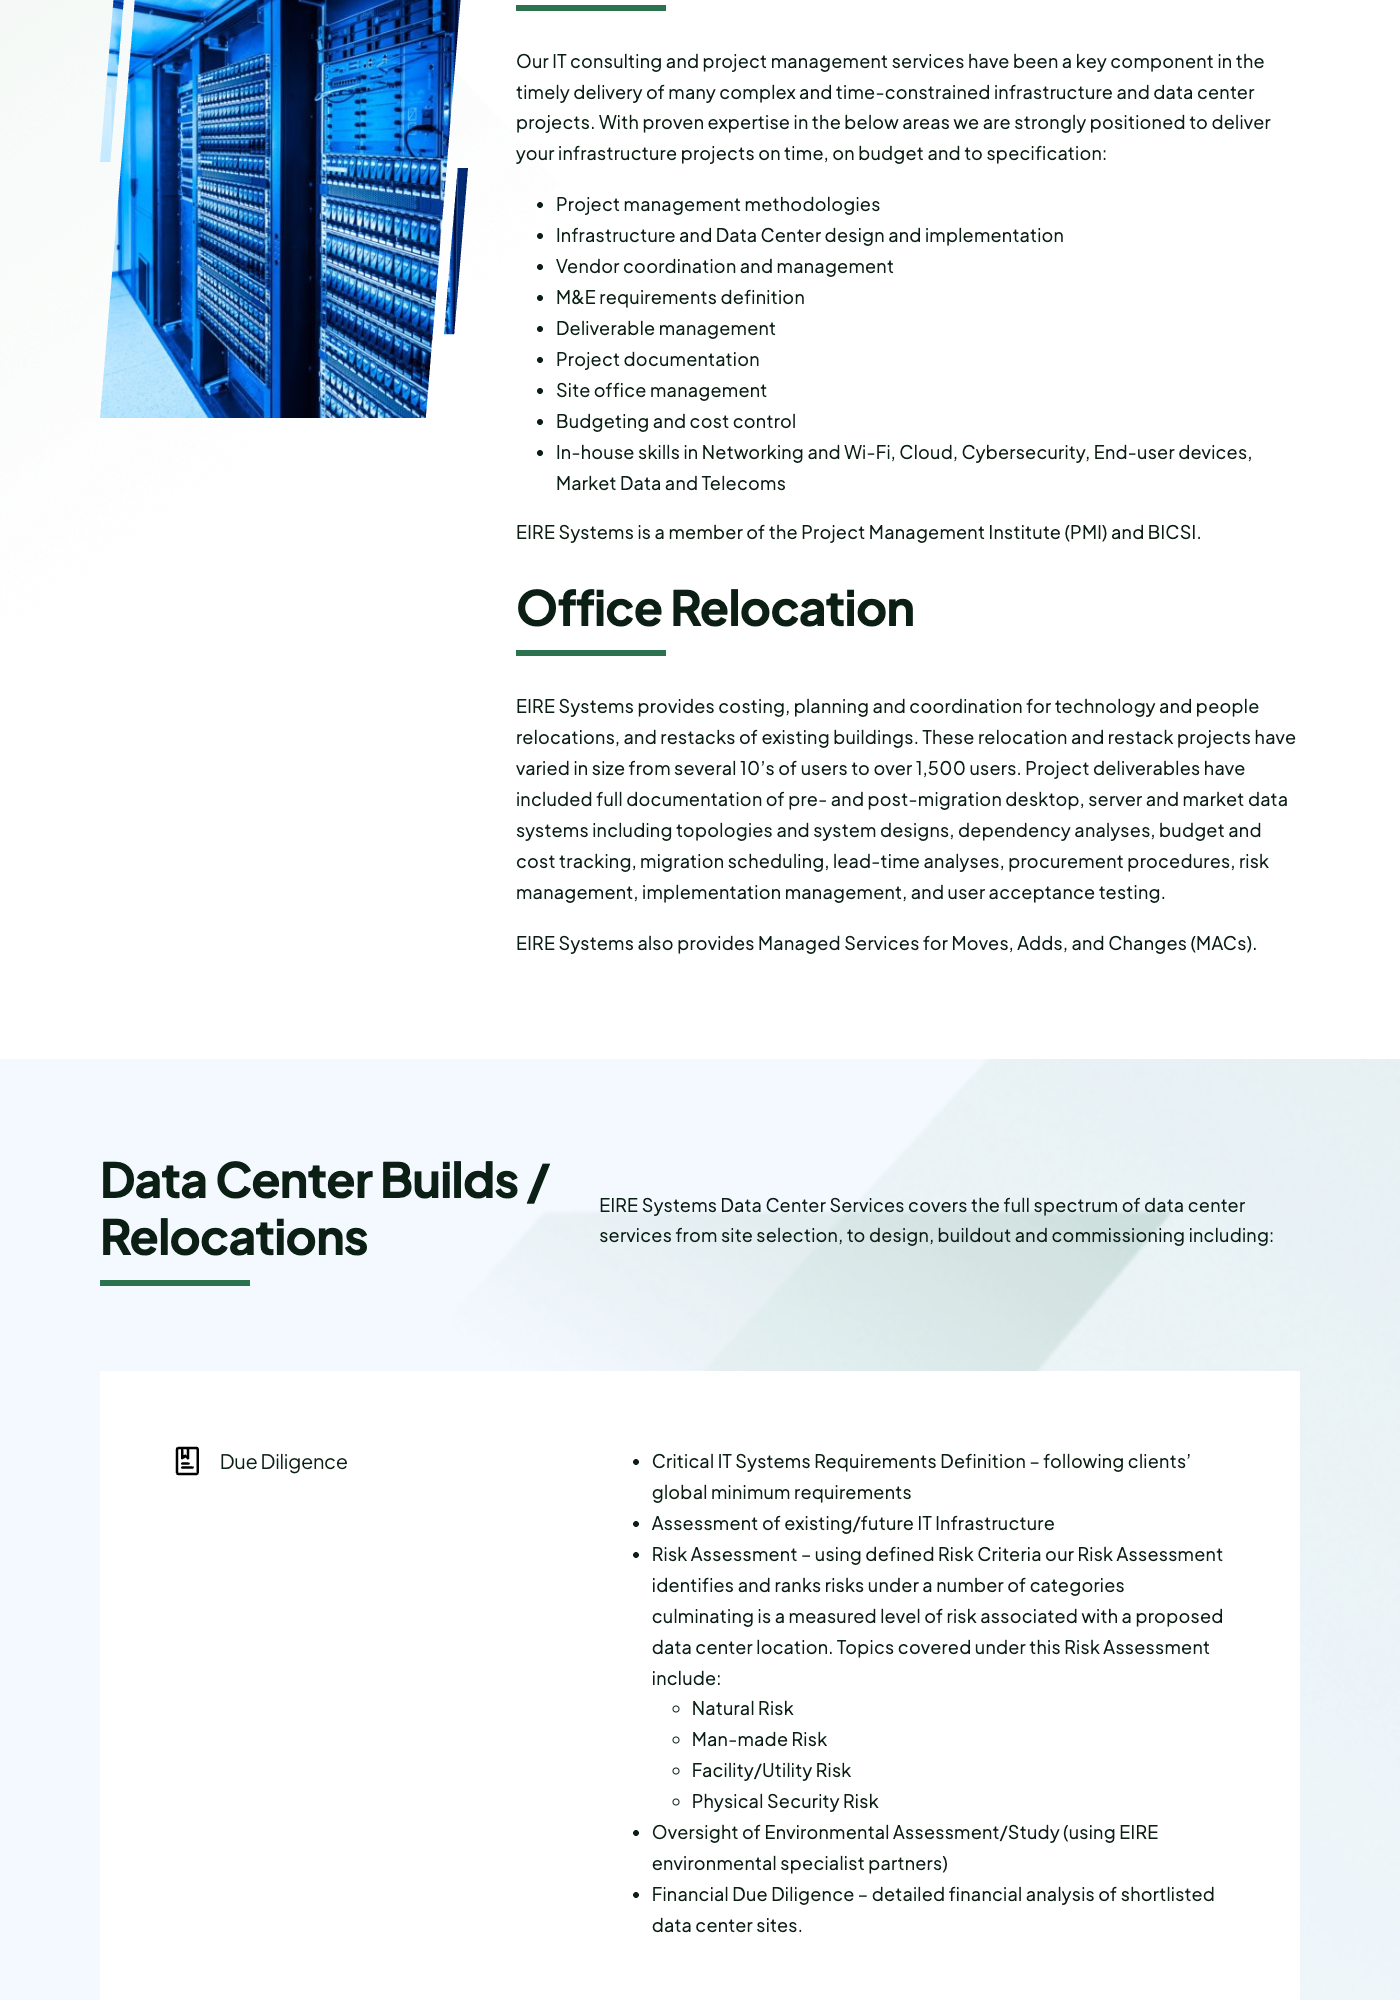 Our IT consulting and project management services have been a key component in the
timely delivery of many complex and time-constrained infrastructure and data center
projects. With proven expertise in the below areas we are strongly positioned to deliver
your infrastructure projects on time, on budget and to specification:
• Project management methodologies
• Infrastructure and Data Center design and implementation
• Vendor coordination and management
• M&E requirements definition
• Deliverable management
• Project documentation
• Site office management
• Budgeting and cost control
• In-house skills in Networking and Wi-Fi, Cloud, Cybersecurity, End-user devices,
Market Data and Telecoms
EIRE Systems is a member of the Project Management Institute (PMI) and BICSI.
Office Relocation
EIRE Systems provides costing, planning and coordination for technology and people
relocations, and restacks of existing buildings. These relocation and restack projects have
varied in size from several 10’s of users to over 1,500 users. Project deliverables have
included full documentation of pre- and post-migration desktop, server and market data
systems including topologies and system designs, dependency analyses, budget and
cost tracking, migration scheduling, lead-time analyses, procurement procedures, risk
management, implementation management, and user acceptance testing.
EIRE Systems also provides Managed Services for Moves, Adds, and Changes (MACs).
Data Center Builds /
Relocations
EIRE Systems Data Center Services covers the full spectrum of data center
services from site selection, to design, buildout and commissioning including:
Due Diligence
• Critical IT Systems Requirements Definition – following clients’
global minimum requirements
• Assessment of existing/future IT Infrastructure
• Risk Assessment – using defined Risk Criteria our Risk Assessment
identifies and ranks risks under a number of categories
culminating is a measured level of risk associated with a proposed
data center location. Topics covered under this Risk Assessment
include:
◦ Natural Risk
◦ Man-made Risk
◦ Facility/Utility Risk
◦ Physical Security Risk
• Oversight of Environmental Assessment/Study (using EIRE
environmental specialist partners)
• Financial Due Diligence – detailed financial analysis of shortlisted
data center sites.